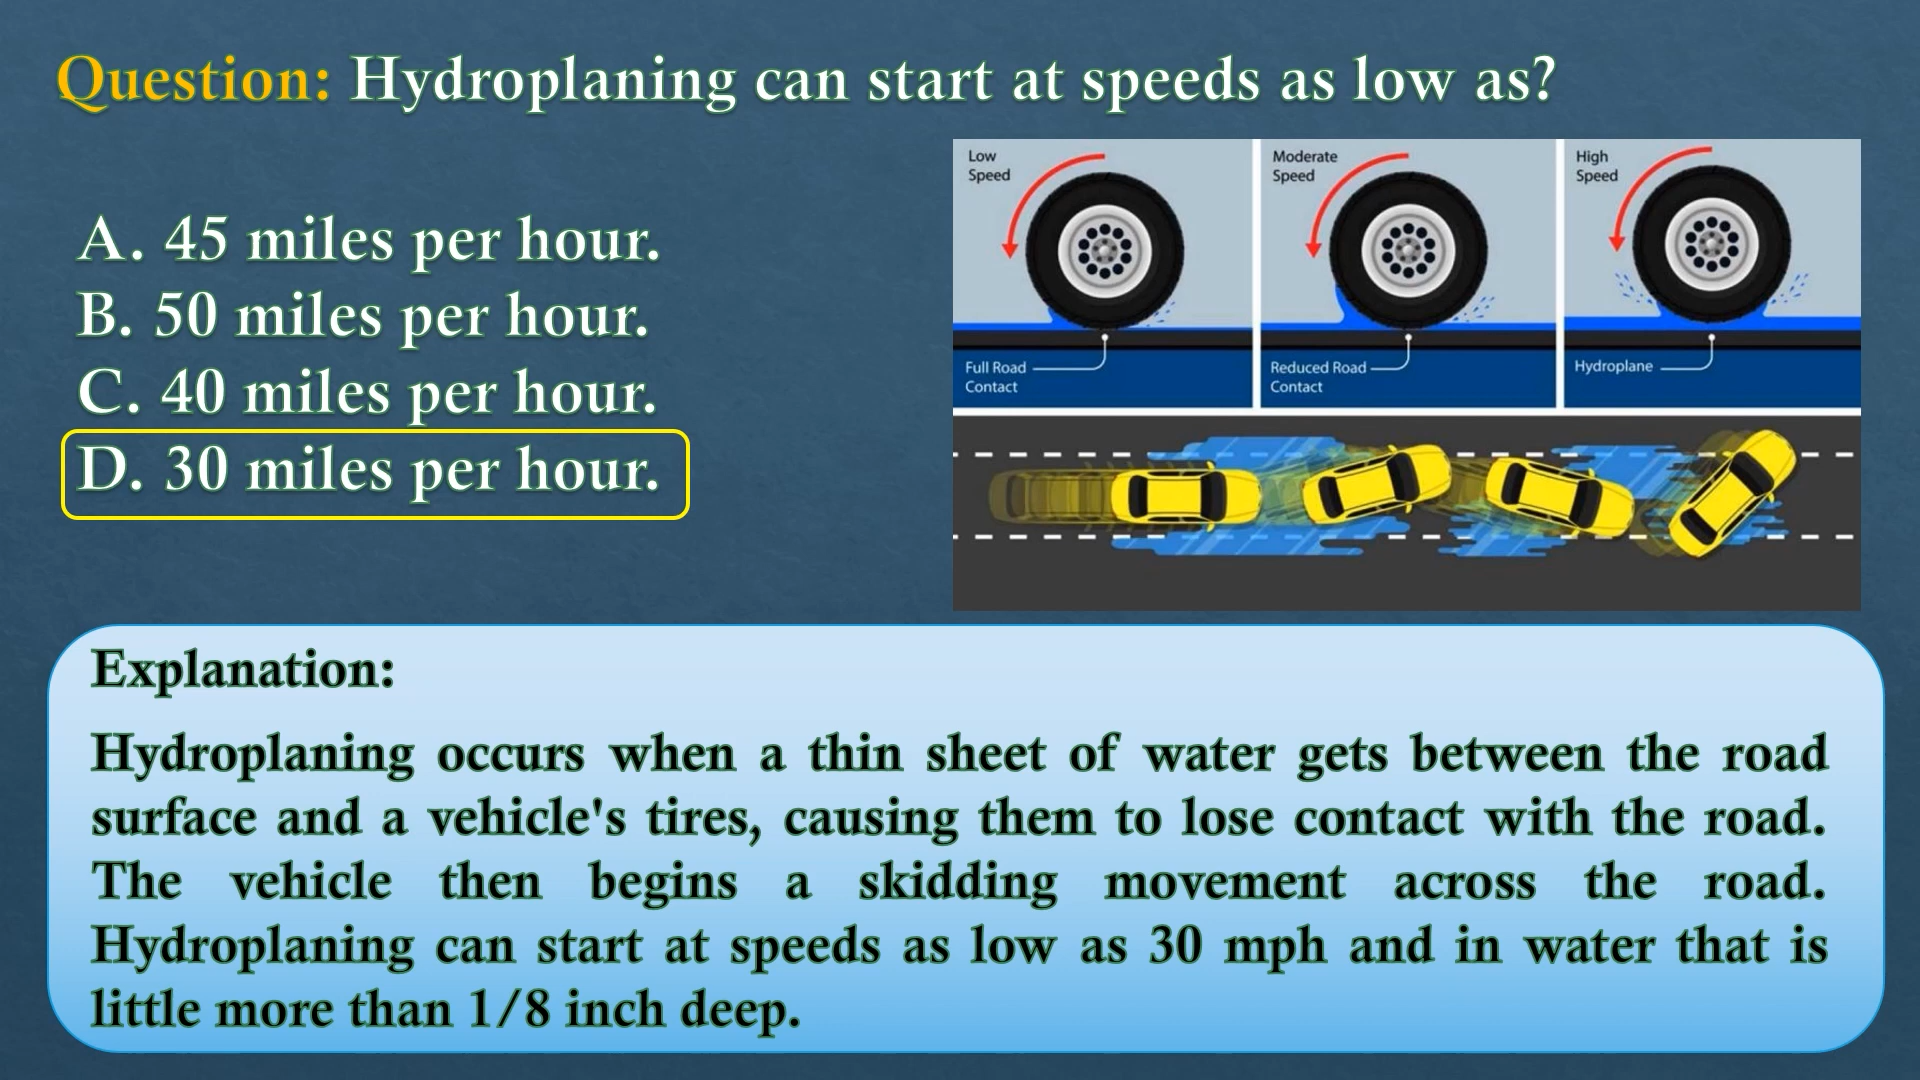 Question: Hydroplaning can start at speeds as low as?
A. 45 miles per hour.
B. 50 miles per hour.
C. 40 miles per hour.
D. 30 miles per hour.
Low
Speed
Full Road
Contact
Moderate
Speed
Reduced Road
Contact
High
Speed
Hydroplane
Explanation:
Hydroplaning occurs when a thin sheet of water gets between the road
surface and a vehicle's tires, causing them to lose contact with the road.
The vehicle then begins a skidding movement across the road.
Hydroplaning can start at speeds as low as 30 mph and in water that is
little more than 1/8 inch deep.